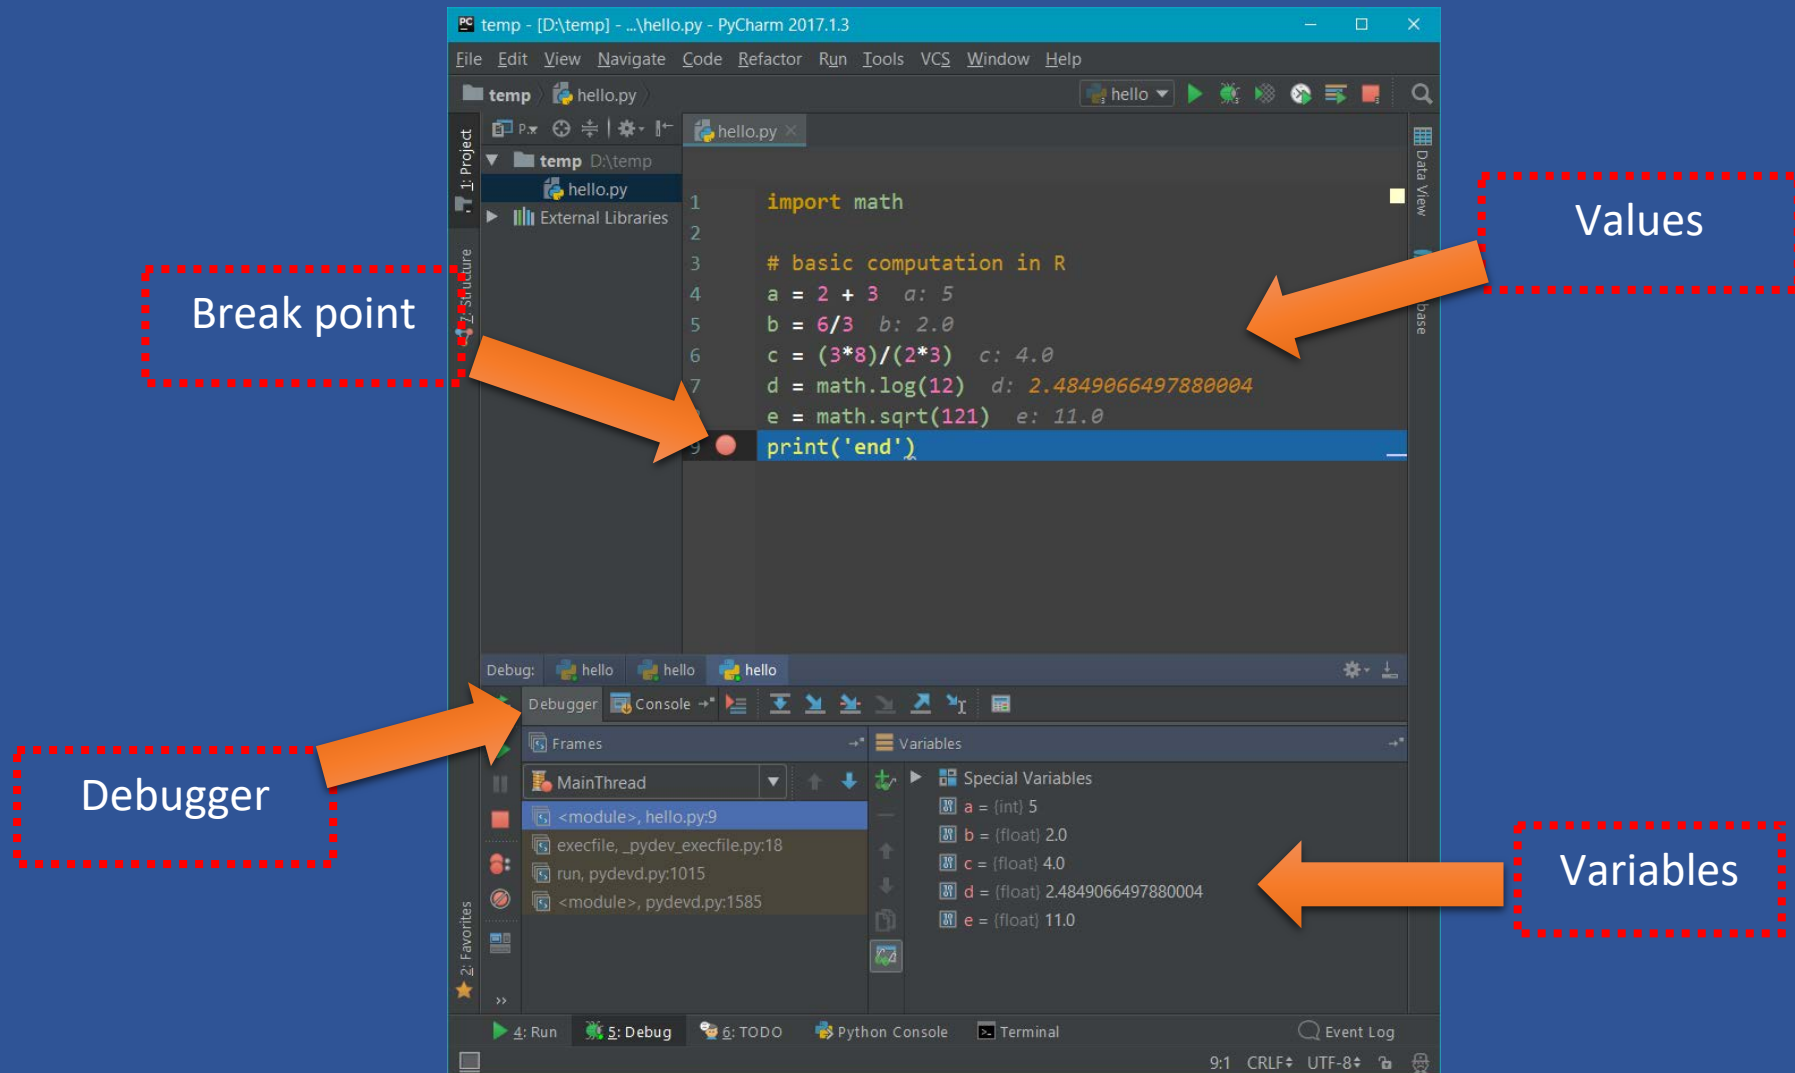 temp - [D:\temp] - ...\hello.py - PyCharm 2017.1.3
File Edit View Navigate Code Refactor Run Tools VCS Window Help
temp hello.py
hello
P..
hello.py
1: Project
temp D:\temp
hello.py
External Libraries
7: Structure
Data View
base
1 import math
2
3 # basic computation in R
4 a = 2 + 3 a: 5
5 b = 6/3 b: 2.0
6 c = (3*8)/(2*3) c: 4.0
7 d = math.log(12) d: 2.4849066497880004
e = math.sqrt(121) e: 11.0
9 print('end')
Values
Break point
Debugger
Variables
Debug: hello hello hello
Debugger Console
Frames
Variables
MainThread
<module>, hello.py:9
execfile, _pydev_execfile.py:18
run, pydevd.py:1015
<module>, pydevd.py:1585
Special Variables
a = {int} 5
b = {float} 2.0
c = {float} 4.0
d = {float} 2.4849066497880004
e = {float} 11.0
2: Favorites
4: Run 5: Debug 6: TODO Python Console Terminal Event Log
9:1 CRLF UTF-8